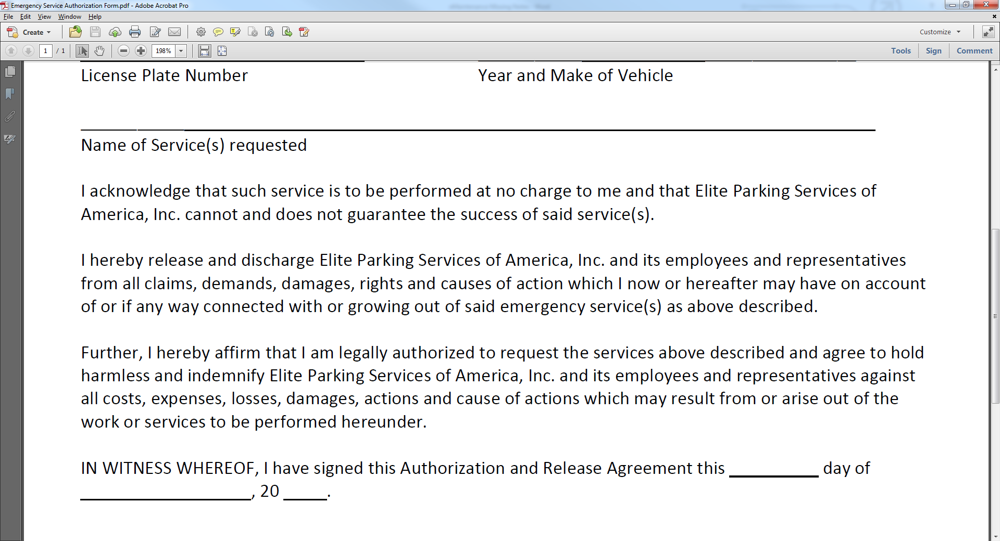 Emergency Service Authorization Form.pdf - Adobe Acrobat Pro
File Edit View Window Help
Create
Customize
1 / 1 198% Tools Sign Comment
License Plate Number Year and Make of Vehicle
Name of Service(s) requested
I acknowledge that such service is to be performed at no charge to me and that Elite Parking Services of
America, Inc. cannot and does not guarantee the success of said service(s).
I hereby release and discharge Elite Parking Services of America, Inc. and its employees and representatives
from all claims, demands, damages, rights and causes of action which I now or hereafter may have on account
of or if any way connected with or growing out of said emergency service(s) as above described.
Further, I hereby affirm that I am legally authorized to request the services above described and agree to hold
harmless and indemnify Elite Parking Services of America, Inc. and its employees and representatives against
all costs, expenses, losses, damages, actions and cause of actions which may result from or arise out of the
work or services to be performed hereunder.
IN WITNESS WHEREOF, I have signed this Authorization and Release Agreement this __________ day of
____________________, 20 _____.